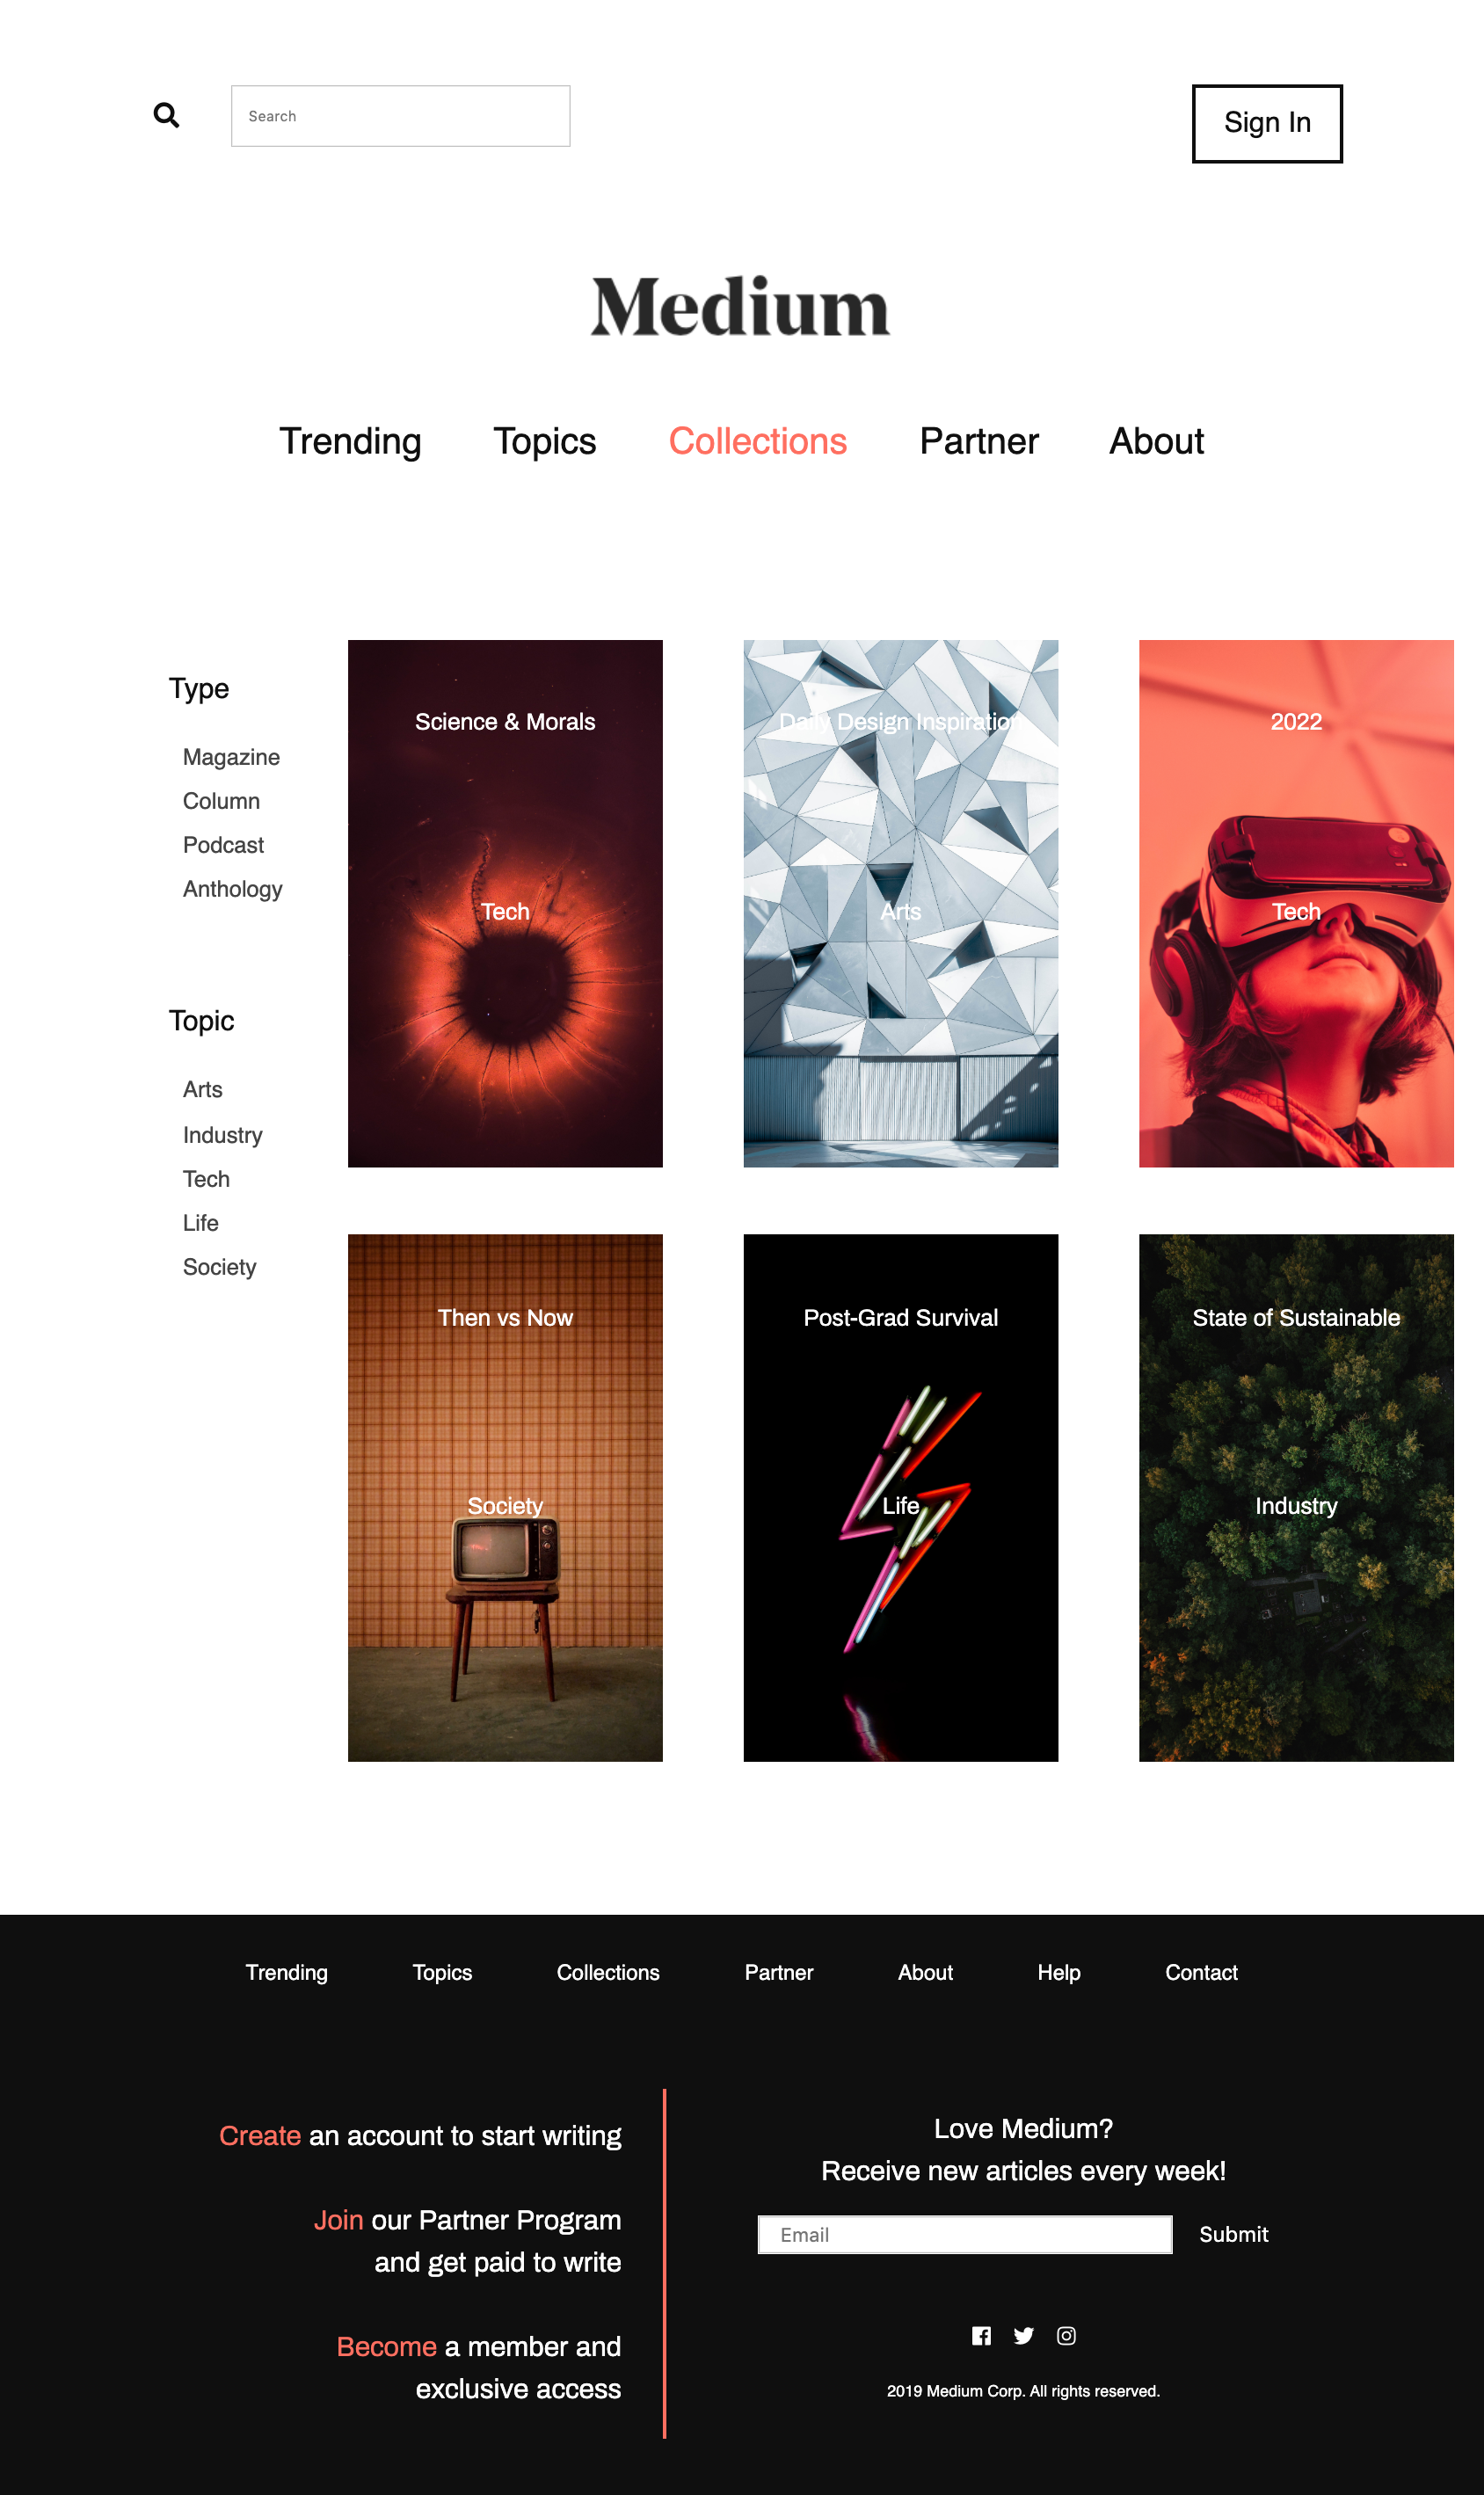 Search
Sign In
Medium
Trending Topics Collections Partner About
Type
Magazine
Column
Podcast
Anthology
Topic
Arts
Industry
Tech
Life
Society
Science & Morals
Tech
Daily Design Inspiration
Arts
2022
Tech
Then vs Now
Society
Post-Grad Survival
Life
State of Sustainable
Industry
Trending Topics Collections Partner About Help Contact
Create an account to start writing
Join our Partner Program
and get paid to write
Become a member and
exclusive access
Love Medium?
Receive new articles every week!
Email Submit
2019 Medium Corp. All rights reserved.